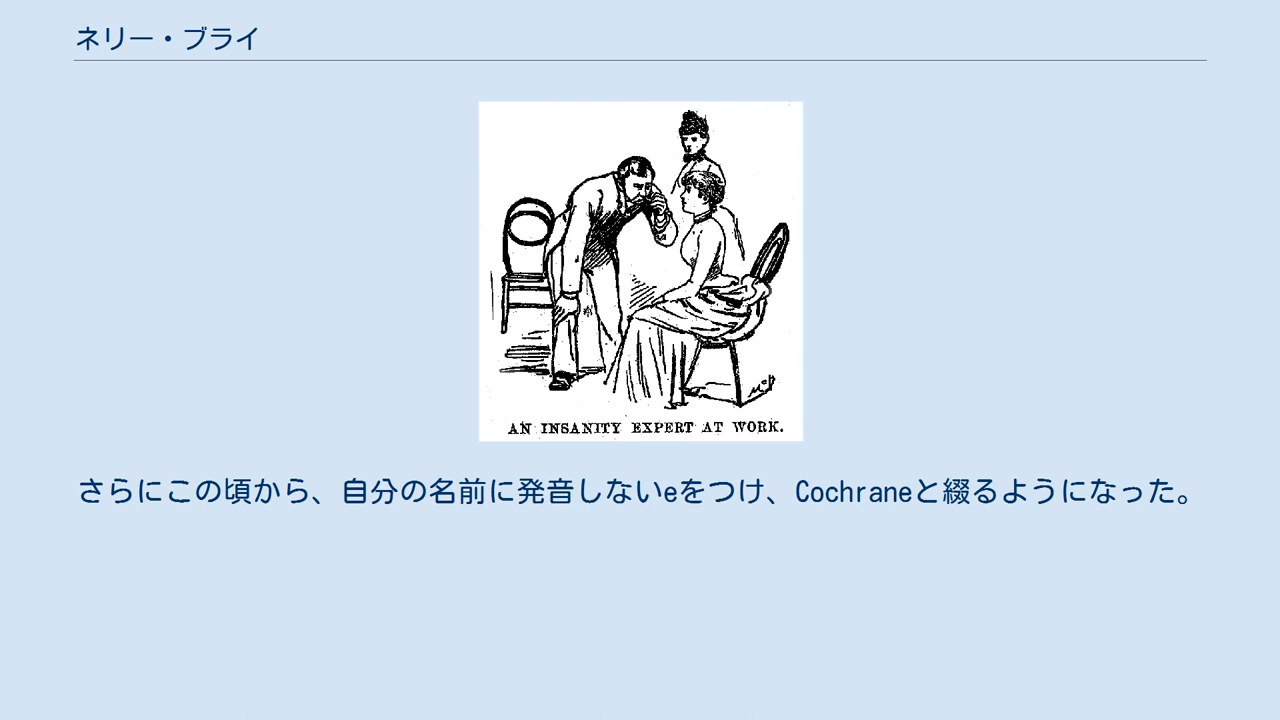 ネリー・ブライ
AN INSANITY EXPERT AT WORK.
さらにこの頃から、自分の名前に発音しないeをつけ、Cochraneと綴るようになった。